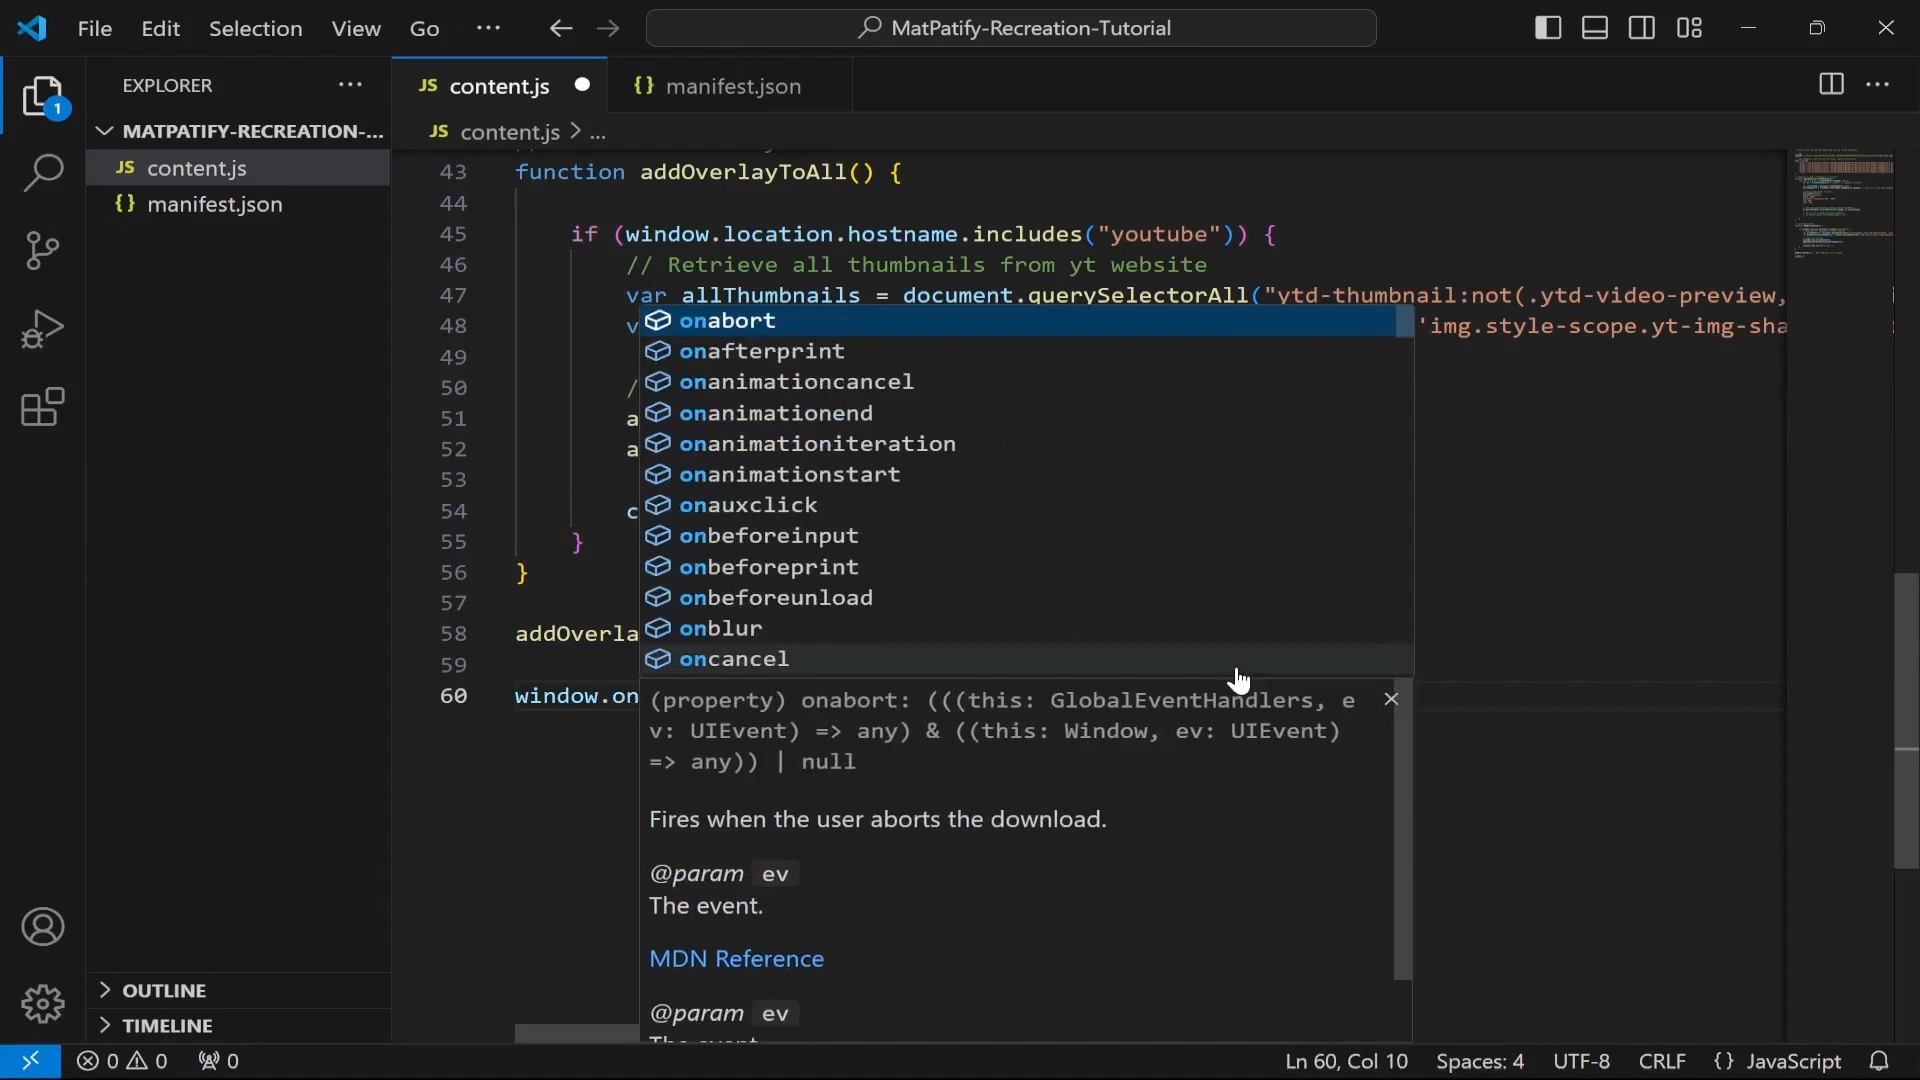 File Edit Selection View Go ··· MatPatify-Recreation-Tutorial
EXPLORER ···
1
MATPATIFY-RECREATION-...
JS content.js
{} manifest.json
OUTLINE
TIMELINE
JS content.js
{} manifest.json
JS content.js > ...
43 function addOverlayToAll() {
44
45 if (window.location.hostname.includes("youtube")) {
46 // Retrieve all thumbnails from yt website
47 var allThumbnails = document.querySelectorAll("ytd-thumbnail:not(.ytd-video-preview,
48 v 'img.style-scope.yt-img-sha
49
50 /
51 a
52 a
53
54 c
55 }
56 }
57
58 addOverla
59
60 window.on
onabort
onafterprint
onanimationcancel
onanimationend
onanimationiteration
onanimationstart
onauxclick
onbeforeinput
onbeforeprint
onbeforeunload
onblur
oncancel
(property) onabort: (((this: GlobalEventHandlers, e
v: UIEvent) => any) & ((this: Window, ev: UIEvent)
=> any)) | null
Fires when the user aborts the download.
@param ev
The event.
MDN Reference
@param ev
0 0 0 Ln 60, Col 10 Spaces: 4 UTF-8 CRLF {} JavaScript